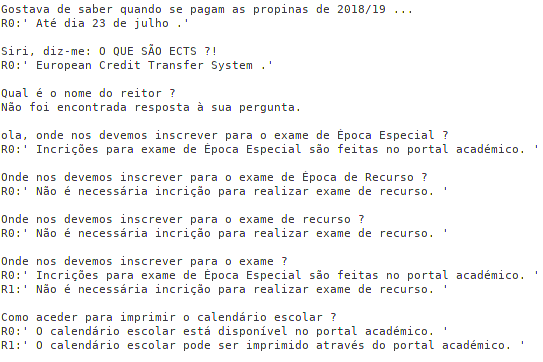 Gostava de saber quando se pagam as propinas de 2018/19 ...
R0:' Até dia 23 de julho .'
Siri, diz-me: O QUE SÃO ECTS ?!
R0:' European Credit Transfer System .'
Qual é o nome do reitor ?
Não foi encontrada resposta à sua pergunta.
ola, onde nos devemos inscrever para o exame de Época Especial ?
R0:' Incrições para exame de Época Especial são feitas no portal académico. '
Onde nos devemos inscrever para o exame de Época de Recurso ?
R0:' Não é necessária incrição para realizar exame de recurso. '
Onde nos devemos inscrever para o exame de recurso ?
R0:' Não é necessária incrição para realizar exame de recurso. '
Onde nos devemos inscrever para o exame ?
R0:' Incrições para exame de Época Especial são feitas no portal académico. '
R1:' Não é necessária incrição para realizar exame de recurso. '
Como aceder para imprimir o calendário escolar ?
R0:' O calendário escolar está disponível no portal académico. '
R1:' O calendário escolar pode ser imprimido através do portal académico. '